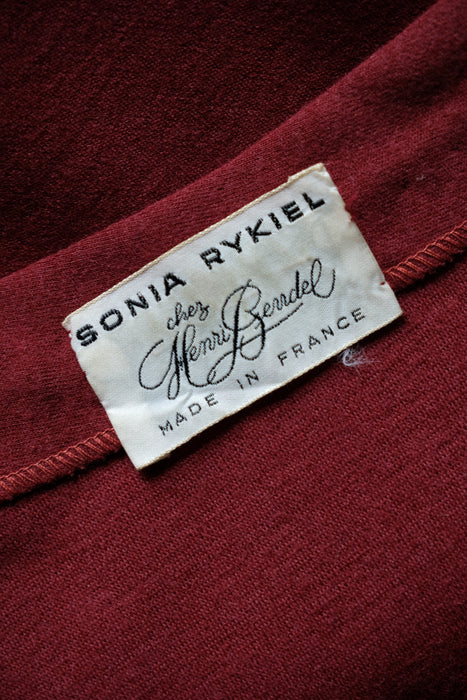 SONIA RYKIEL
chez
Henri Bendel
MADE IN FRANCE